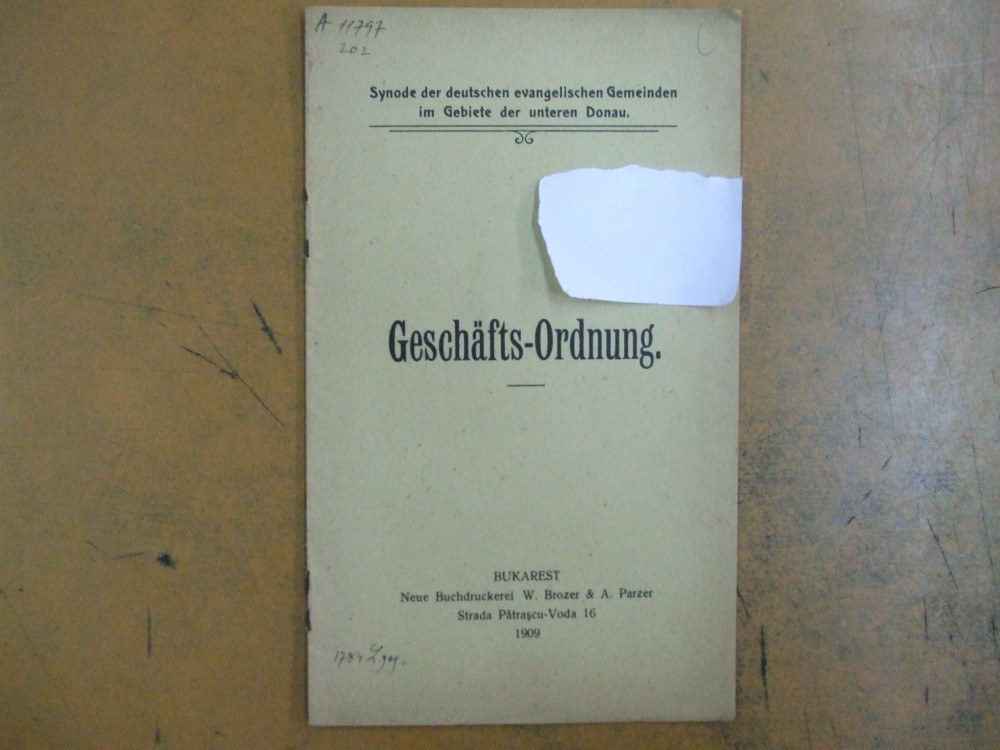 A 11797
202
Synode der deutschen evangelischen Gemeinden
im Gebiete der unteren Donau.
Geschäfts-Ordnung.
BUKAREST
Neue Buchdruckerei W. Brozer & A. Parzer
Strada Pătraşcu-Voda 16
1909